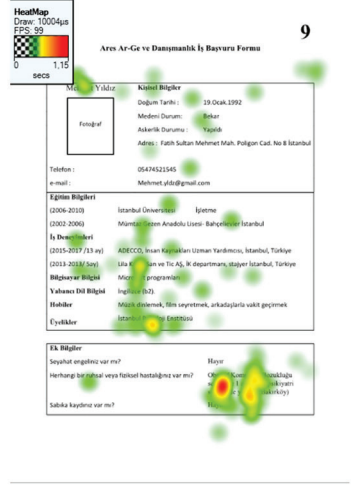 HeatMap
Draw: 10004µs
FPS: 99
0 1,15
secs
9
Ares Ar-Ge ve Danışmanlık İş Başvuru Formu
Yıldız
Kişisel Bilgiler
Fotoğraf
Doğum Tarihi : 19.Ocak.1992
Medeni Durum: Bekar
Askerlik Durumu : Yapıldı
Adres : Fatih Sultan Mehmet Mah. Poligon Cad. No 8 İstanbul
Telefon : 05474521545
e-mail : Mehmet.yldz@gmail.com
Eğitim Bilgileri
(2006-2010) İstanbul Üniversitesi İşletme
(2002-2006) Mümtaz Sezen Anadolu Lisesi- Bahçelievler İstanbul
İş Deneyimleri
(2015-2017 /13 ay) ADECCO, İnsan Kaynakları Uzman Yardımcısı, İstanbul, Türkiye
(2013-2013/ 5ay) Lila san ve Tic AŞ, İK departmanı, stajyer İstanbul, Türkiye
Bilgisayar Bilgisi programları
Yabancı Dil Bilgisi İngilizce (b2)
Hobiler Müzik dinlemek, film seyretmek, arkadaşlarla vakit geçirmek
Üyelikler İstanbul Enstitüsü
Ek Bilgiler
Seyahat engeliniz var mı? Hayır
Herhangi bir ruhsal veya fiziksel hastalığınız var mı?
Sabıka kaydınız var mı?